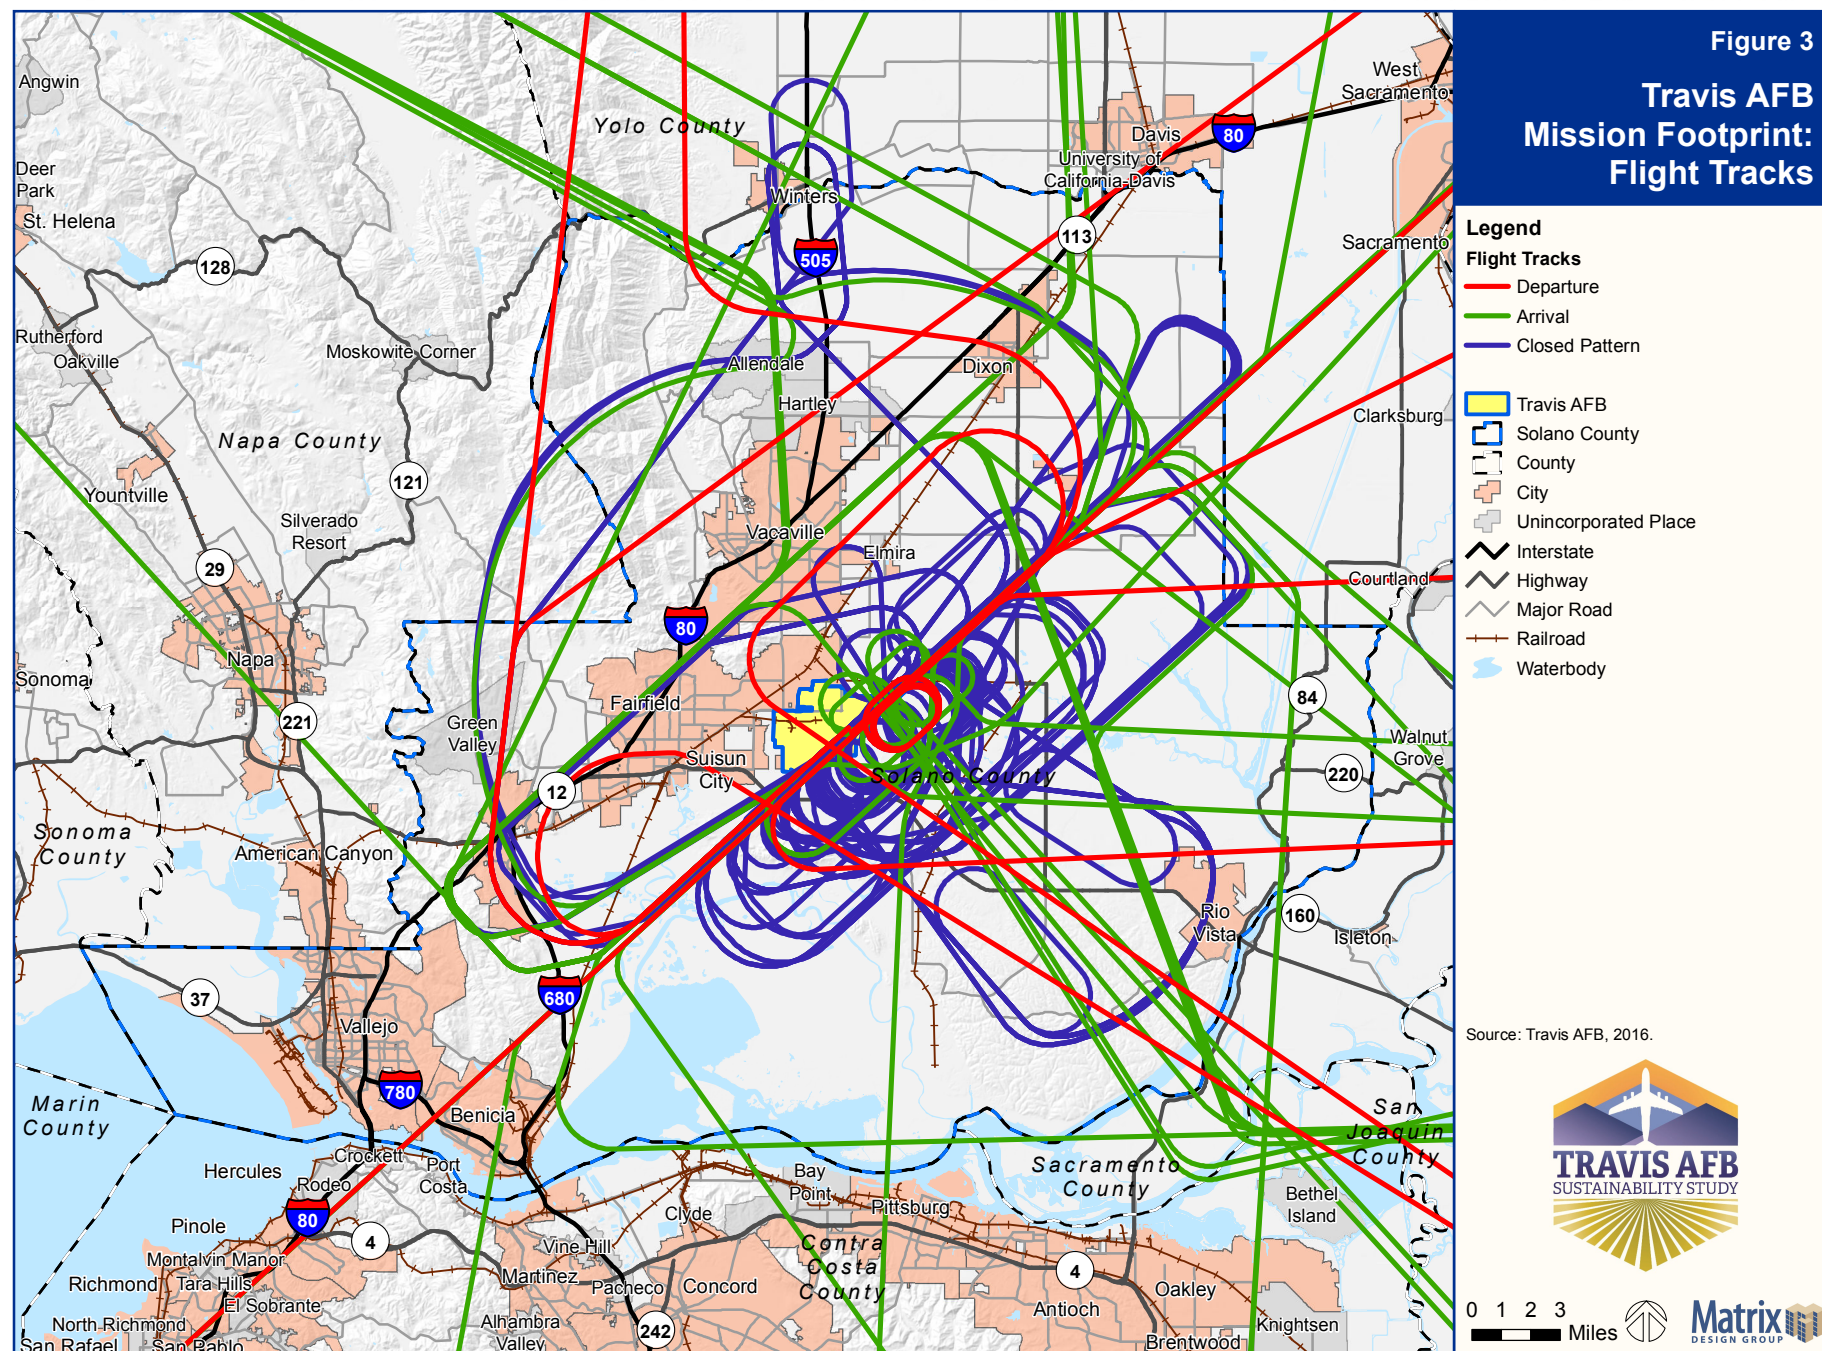 Figure 3
Travis AFB
Mission Footprint:
Flight Tracks
Legend
Flight Tracks
Departure
Arrival
Closed Pattern
Travis AFB
Solano County
County
City
Unincorporated Place
Interstate
Highway
Major Road
Railroad
Waterbody
Source: Travis AFB, 2016.
TRAVIS AFB
SUSTAINABILITY STUDY
0 1 2 3
Miles
Matrix
DESIGN GROUP
Angwin
Yolo County
West
Sacramento
Davis
80
University of
California-Davis
Deer
Park
Winters
St. Helena
113
Sacramento
128
505
Rutherford
Oakville
Moskowite Corner
Allendale
Dixon
Hartley
Clarksburg
Napa County
121
Yountville
Silverado
Resort
Vacaville
Elmira
29
Courtland
80
Napa
Sonoma
Fairfield
84
221
Green
Valley
Walnut
Grove
Suisun
City
Solano County
220
12
Sonoma
County
American Canyon
Rio
Vista
160
Isleton
37
680
Vallejo
780
Marin
County
Benicia
San
Joaquin
County
Crockett
Port
Costa
Hercules
Rodeo
Bay
Point
Sacramento
County
Bethel
Island
Clyde
Pittsburg
80
Pinole
4
Vine Hill
Contra
Costa
County
Montalvin Manor
Richmond
Tara Hills
Martinez
Pacheco
Concord
4
Oakley
El Sobrante
Antioch
North Richmond
Alhambra
Valley
242
Knightsen
San Rafael
San Pablo
Brentwood